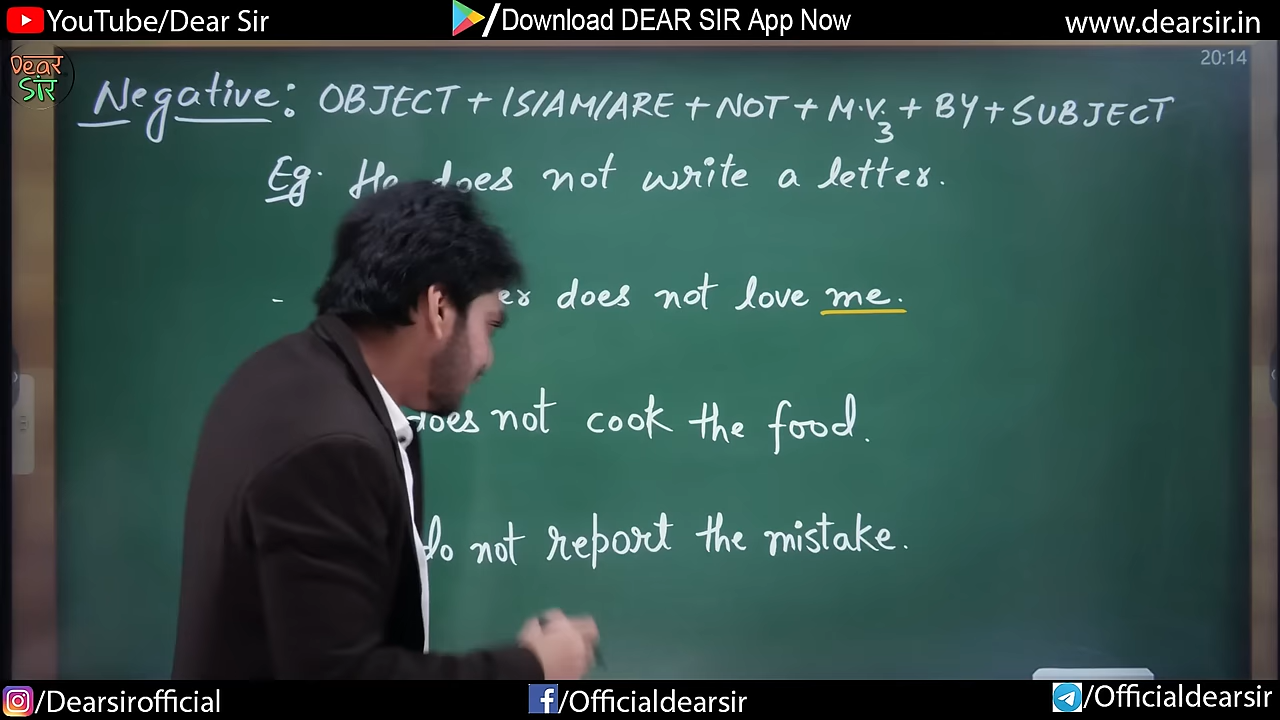 YouTube/Dear Sir
/Download DEAR SIR App Now
www.dearsir.in
Dear
Sir
20:14
Negative: OBJECT + IS/AM/ARE + NOT + M.V.3 + BY + SUBJECT
Eg. He does not write a letter.
- does not love me.
does not cook the food.
do not report the mistake.
/Dearsirofficial
/Officialdearsir
/Officialdearsir